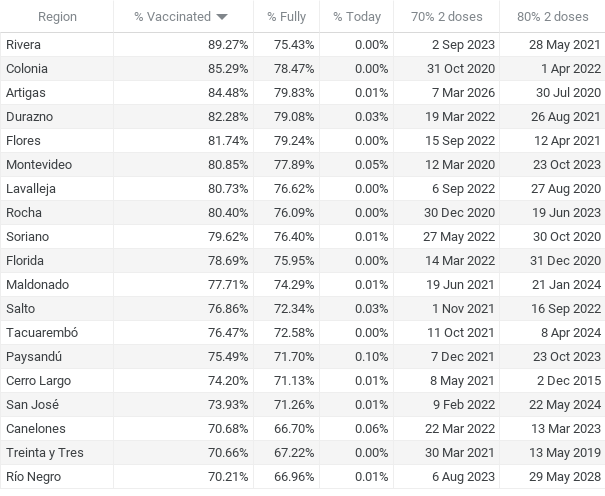 Region % Vaccinated % Fully % Today 70% 2 doses 80% 2 doses
Rivera 89.27% 75.43% 0.00% 2 Sep 2023 28 May 2021
Colonia 85.29% 78.47% 0.00% 31 Oct 2020 1 Apr 2022
Artigas 84.48% 79.83% 0.01% 7 Mar 2026 30 Jul 2020
Durazno 82.28% 79.08% 0.03% 19 Mar 2022 26 Aug 2021
Flores 81.74% 79.24% 0.00% 15 Sep 2022 12 Apr 2021
Montevideo 80.85% 77.89% 0.05% 12 Mar 2020 23 Oct 2023
Lavalleja 80.73% 76.62% 0.00% 6 Sep 2022 27 Aug 2020
Rocha 80.40% 76.09% 0.00% 30 Dec 2020 19 Jun 2023
Soriano 79.62% 76.40% 0.01% 27 May 2022 30 Oct 2020
Florida 78.69% 75.95% 0.00% 14 Mar 2022 31 Dec 2020
Maldonado 77.71% 74.29% 0.01% 19 Jun 2021 21 Jan 2024
Salto 76.86% 72.34% 0.03% 1 Nov 2021 16 Sep 2022
Tacuarembó 76.47% 72.58% 0.00% 11 Oct 2021 8 Apr 2024
Paysandú 75.49% 71.70% 0.10% 7 Dec 2021 23 Oct 2023
Cerro Largo 74.20% 71.13% 0.01% 8 May 2021 2 Dec 2015
San José 73.93% 71.26% 0.01% 9 Feb 2022 22 May 2024
Canelones 70.68% 66.70% 0.06% 22 Mar 2022 13 Mar 2023
Treinta y Tres 70.66% 67.22% 0.00% 30 Mar 2021 13 May 2019
Río Negro 70.21% 66.96% 0.01% 6 Aug 2023 29 May 2028